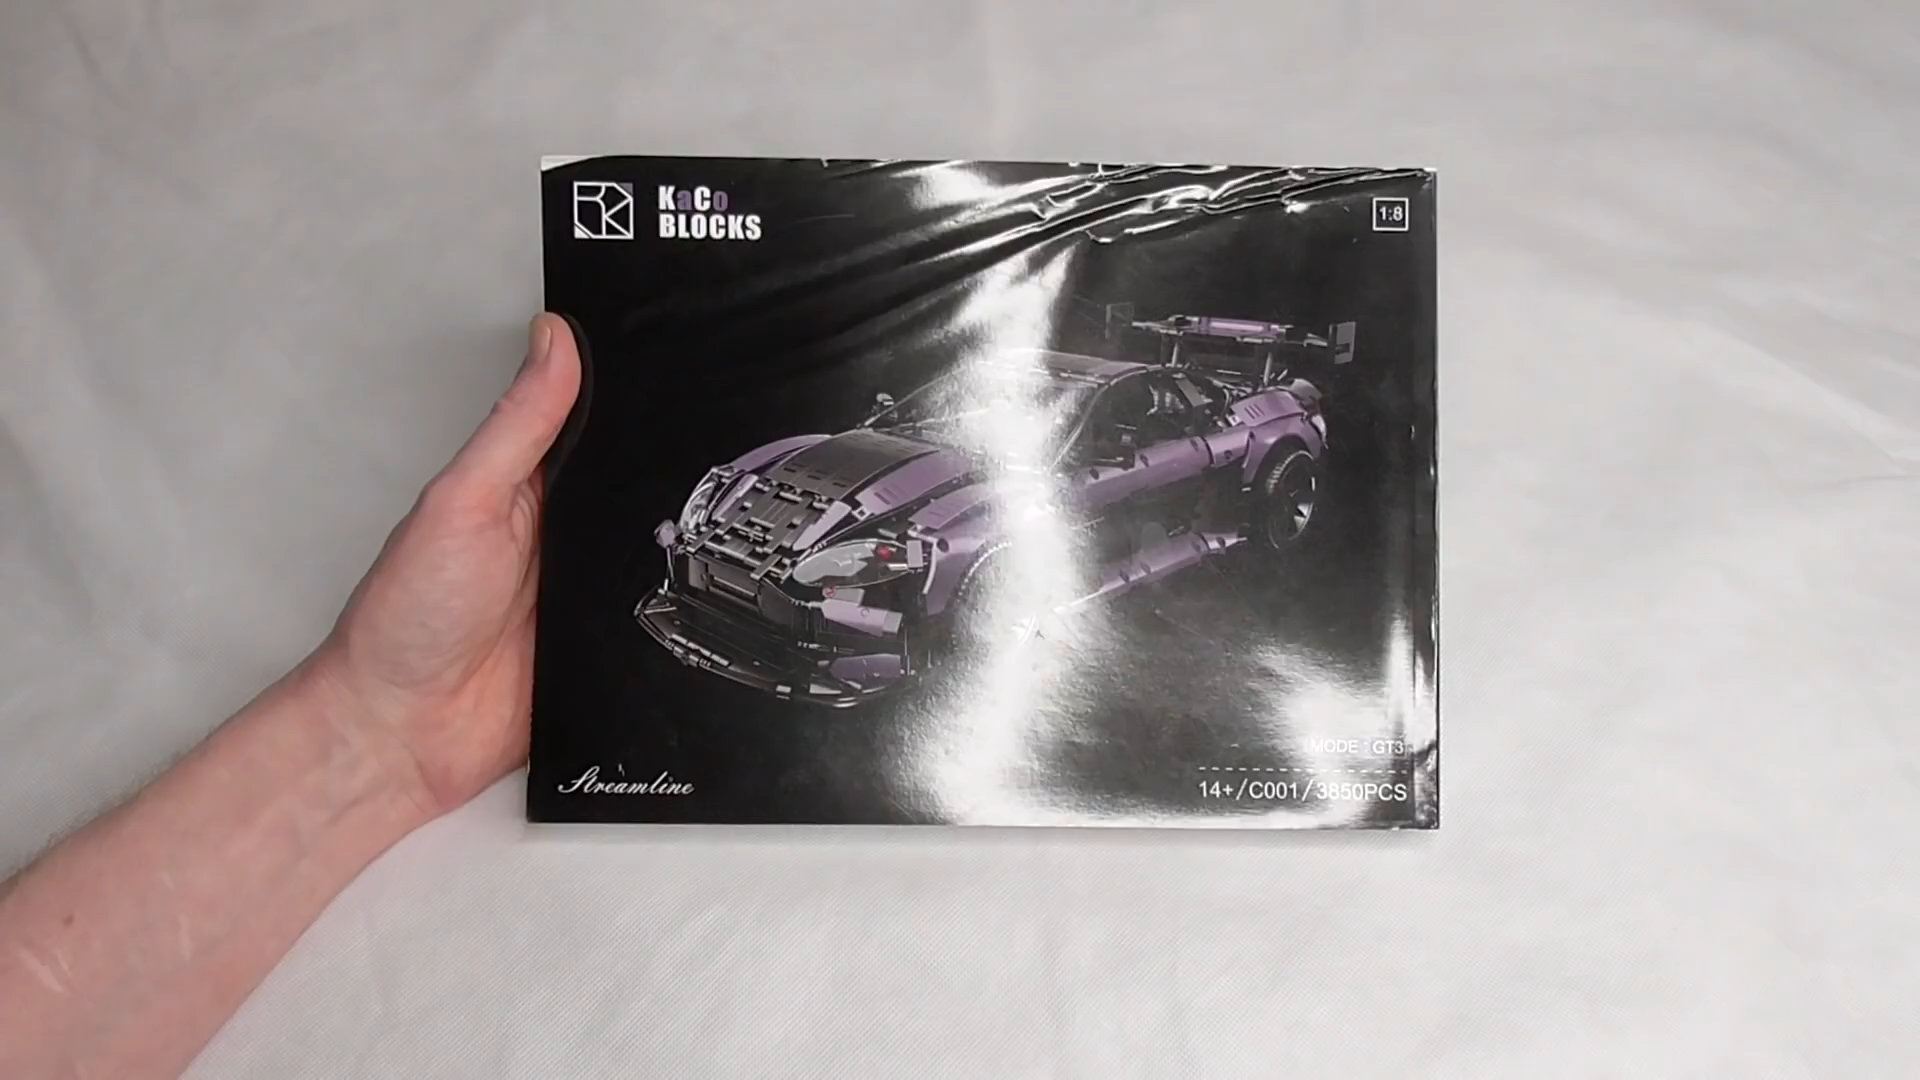 KaCo
BLOCKS
1:8
MODE : GT3
Streamline
14+/C001/3850PCS